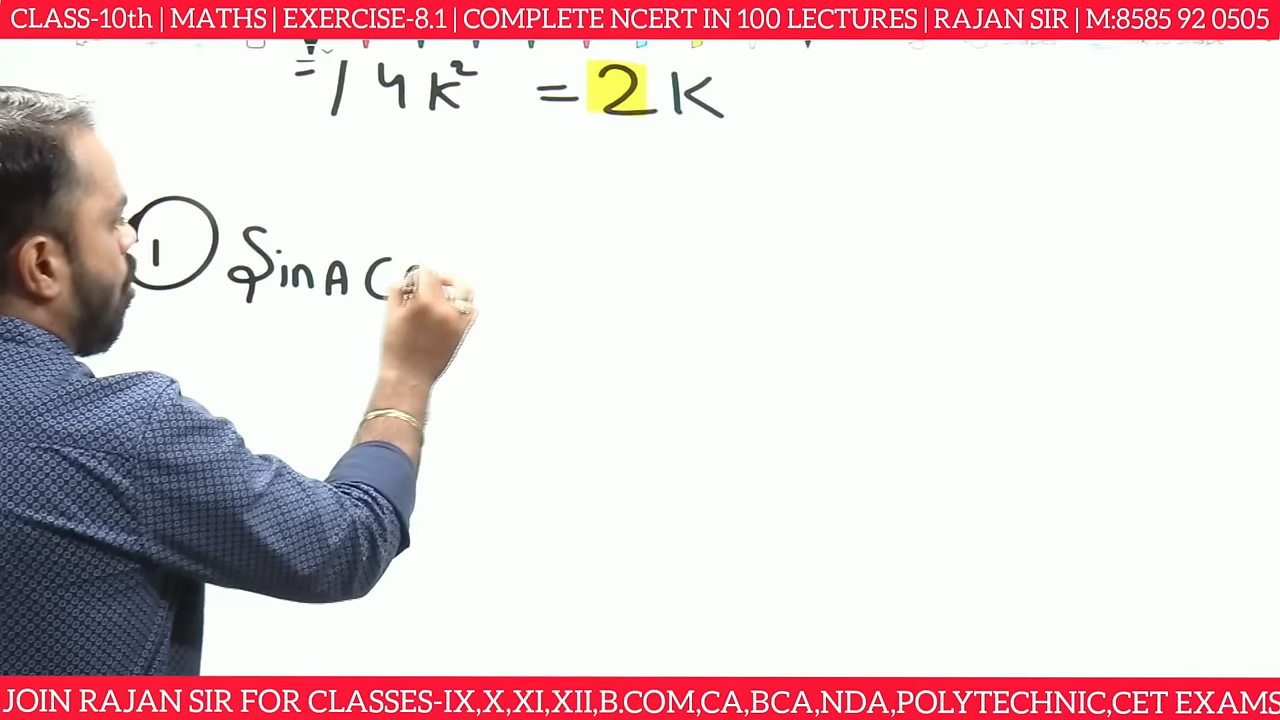 CLASS-10th | MATHS | EXERCISE-8.1 | COMPLETE NCERT IN 100 LECTURES | RAJAN SIR | M:8585 92 0505
= √4K² = 2K
① Sin A C
JOIN RAJAN SIR FOR CLASSES-IX,X,XI,XII,B.COM,CA,BCA,NDA,POLYTECHNIC,CET EXAMS